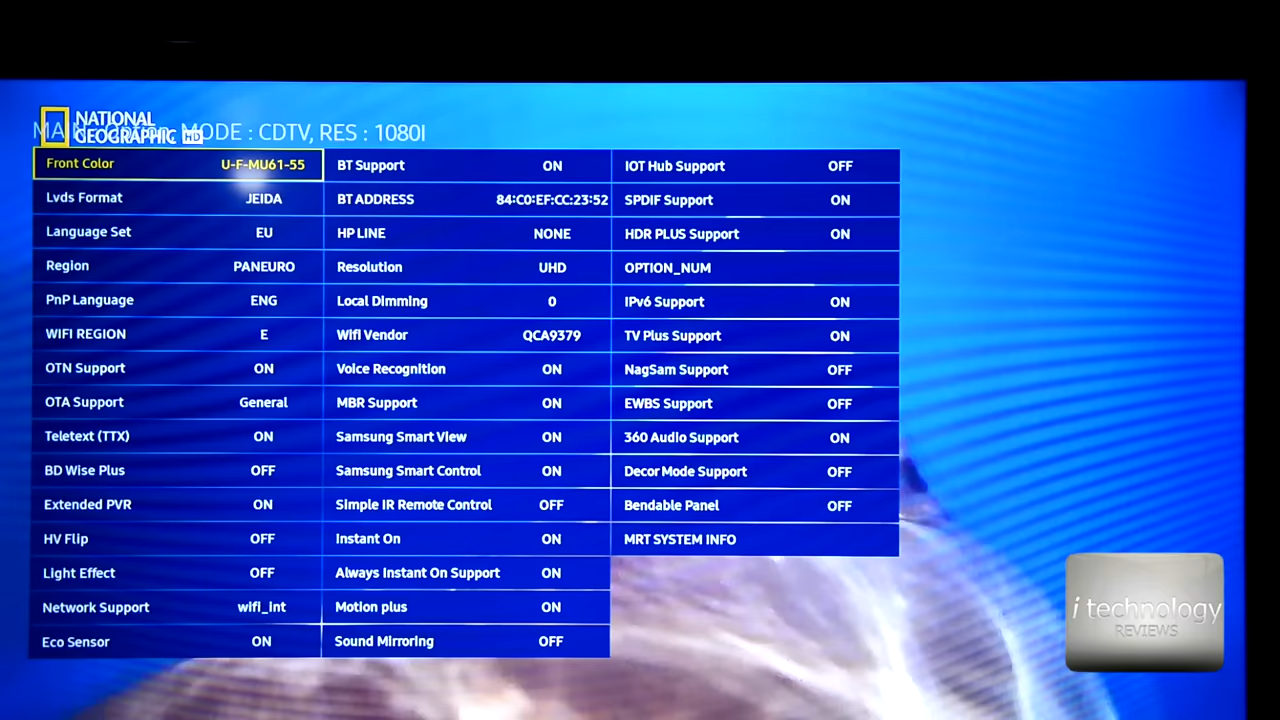 NATIONAL
GEOGRAPHIC HD
MAIN Option, MODE : CDTV, RES : 1080I
Front Color U-F-MU61-55
Lvds Format JEIDA
Language Set EU
Region PANEURO
PnP Language ENG
WIFI REGION E
OTN Support ON
OTA Support General
Teletext (TTX) ON
BD Wise Plus OFF
Extended PVR ON
HV Flip OFF
Light Effect OFF
Network Support wifi_int
Eco Sensor ON
BT Support ON
BT ADDRESS 84:C0:EF:CC:23:52
HP LINE NONE
Resolution UHD
Local Dimming 0
Wifi Vendor QCA9379
Voice Recognition ON
MBR Support ON
Samsung Smart View ON
Samsung Smart Control ON
Simple IR Remote Control OFF
Instant On ON
Always Instant On Support ON
Motion plus ON
Sound Mirroring OFF
IOT Hub Support OFF
SPDIF Support ON
HDR PLUS Support ON
OPTION_NUM
IPv6 Support ON
TV Plus Support ON
NagSam Support OFF
EWBS Support OFF
360 Audio Support ON
Decor Mode Support OFF
Bendable Panel OFF
MRT SYSTEM INFO
i technology
REVIEWS